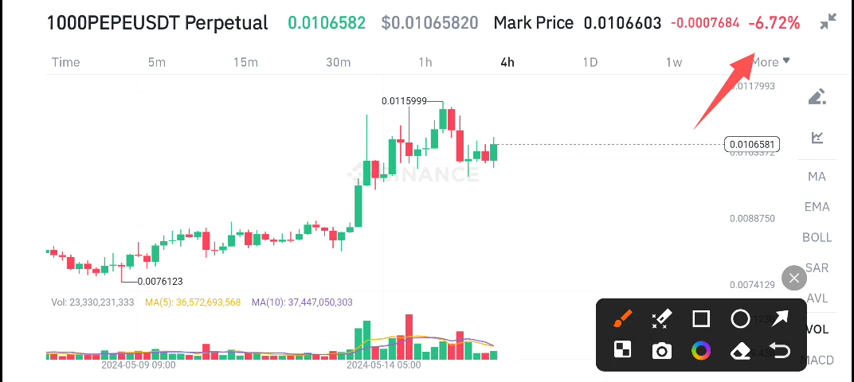 1000PEPEUSDT Perpetual 0.0106582 $0.01065820 Mark Price 0.0106603 -0.0007684 -6.72%
Time 5m 15m 30m 1h 4h 1D 1w More
0.0117993
0.0115999
0.0106581
BINANCE
MA
EMA
0.0088750
BOLL
SAR
0.0076123
0.0074129
Vol: 23,330,231,333 MA(5): 36,572,693,568 MA(10): 37,447,050,303
AVL
VOL
MACD
2024-05-09 09:00 2024-05-14 05:00